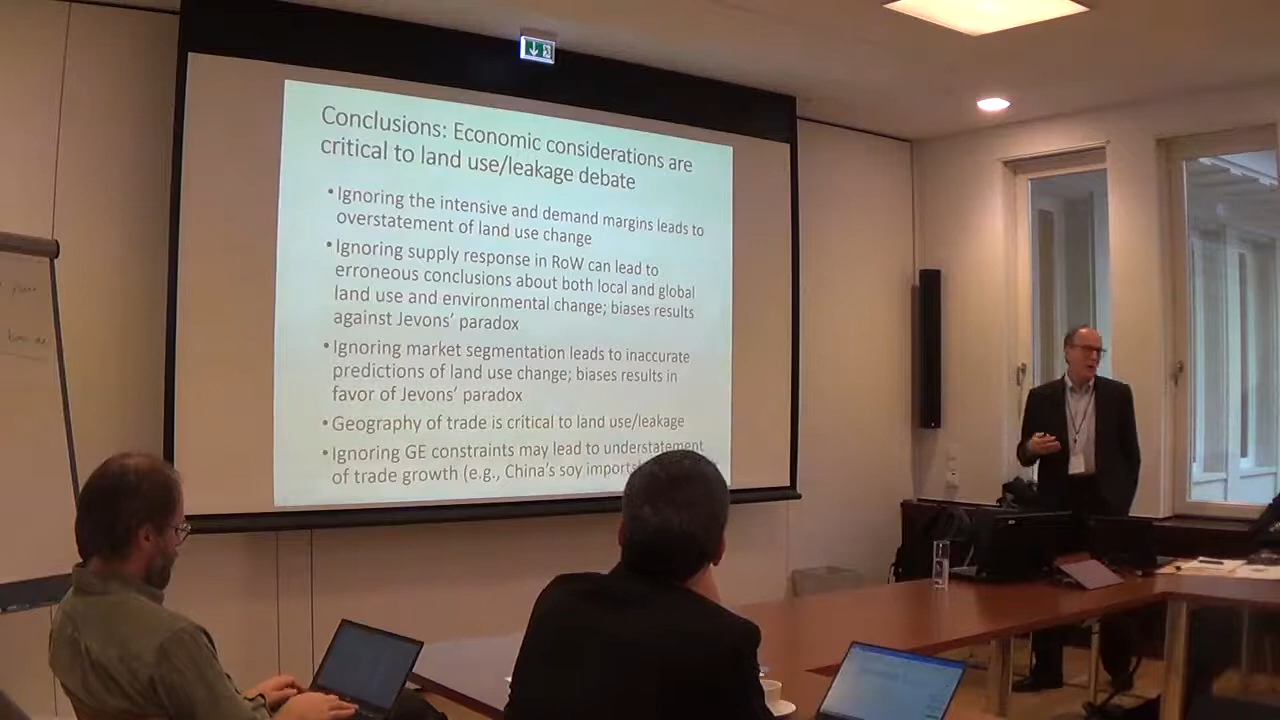 Conclusions: Economic considerations are
critical to land use/leakage debate
•Ignoring the intensive and demand margins leads to
overstatement of land use change
•Ignoring supply response in RoW can lead to
erroneous conclusions about both local and global
land use and environmental change; biases results
against Jevons’ paradox
•Ignoring market segmentation leads to inaccurate
predictions of land use change; biases results in
favor of Jevons’ paradox
•Geography of trade is critical to land use/leakage
•Ignoring GE constraints may lead to understatement
of trade growth (e.g., China’s soy imports